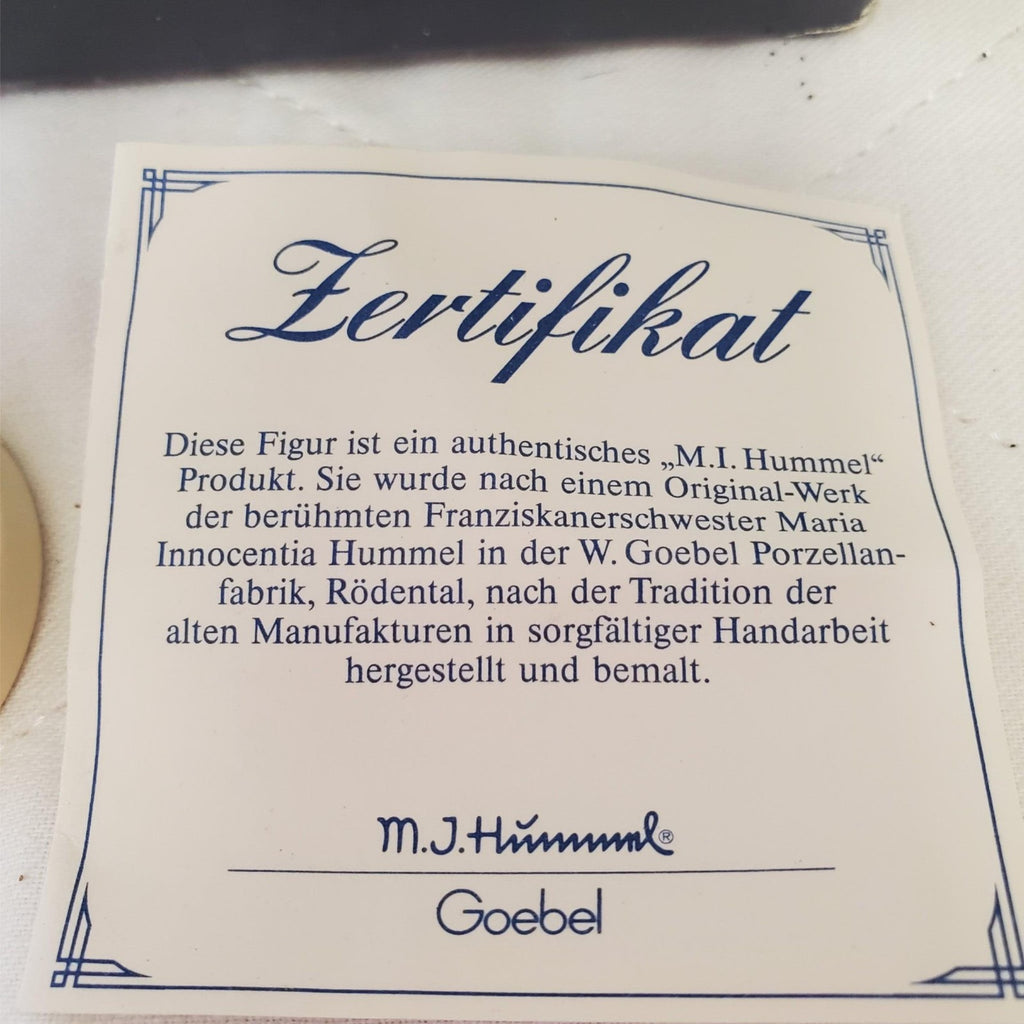 Zertifikat
Diese Figur ist ein authentisches „M.I. Hummel“
Produkt. Sie wurde nach einem Original-Werk
der berühmten Franziskanerschwester Maria
Innocentia Hummel in der W. Goebel Porzellan-
fabrik, Rödental, nach der Tradition der
alten Manufakturen in sorgfältiger Handarbeit
hergestellt und bemalt.
M.J.Hummel®
Goebel